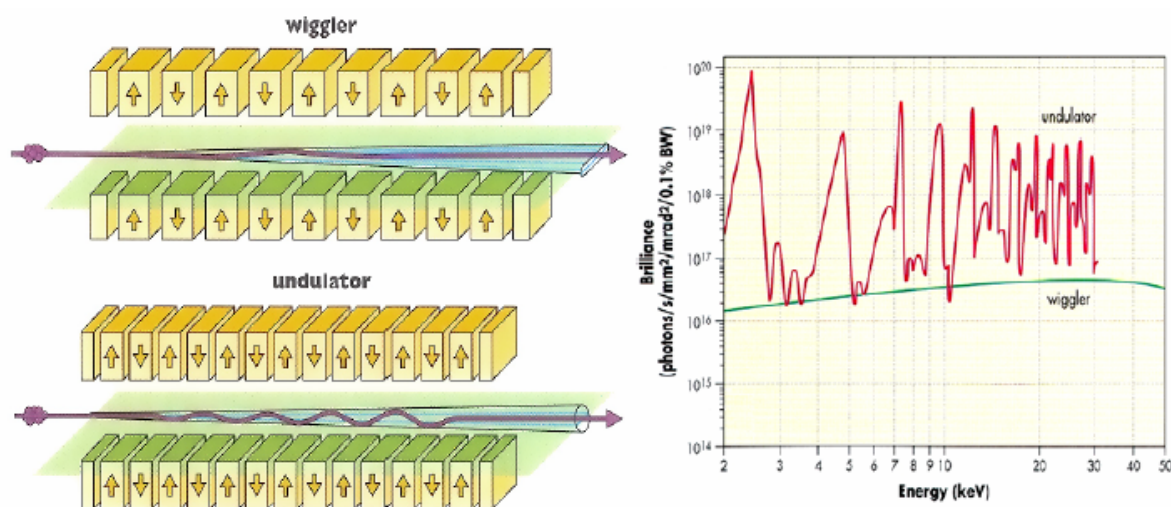 wiggler
undulator
10²⁰
10¹⁹
10¹⁸
10¹⁷
10¹⁶
10¹⁵
10¹⁴
Brilliance
(photons/s/mm²/mrad²/0.1% BW)
undulator
wiggler
2 3 4 5 6 7 8 9 10 20 30 40 50
Energy (keV)